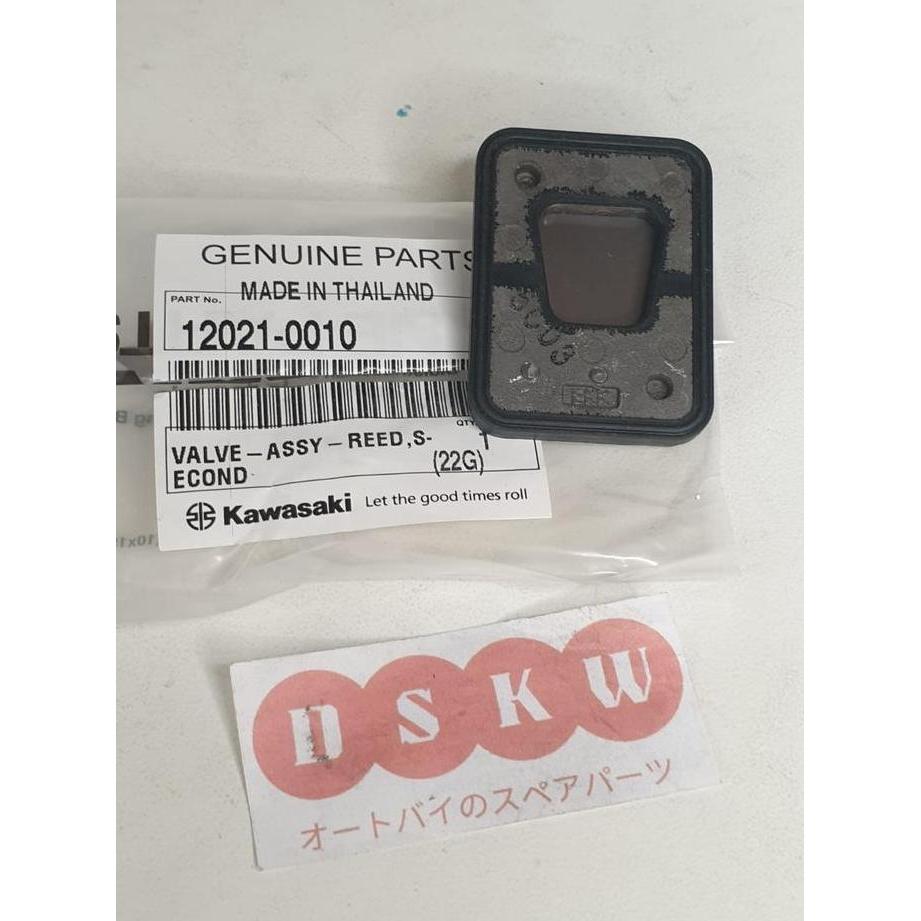 GENUINE PARTS
MADE IN THAILAND
PART No.
12021-0010
QTY
1
VALVE-ASSY-REED,S-
ECOND
(22G)
Kawasaki Let the good times roll
DSKW
オートバイのスペアパーツ